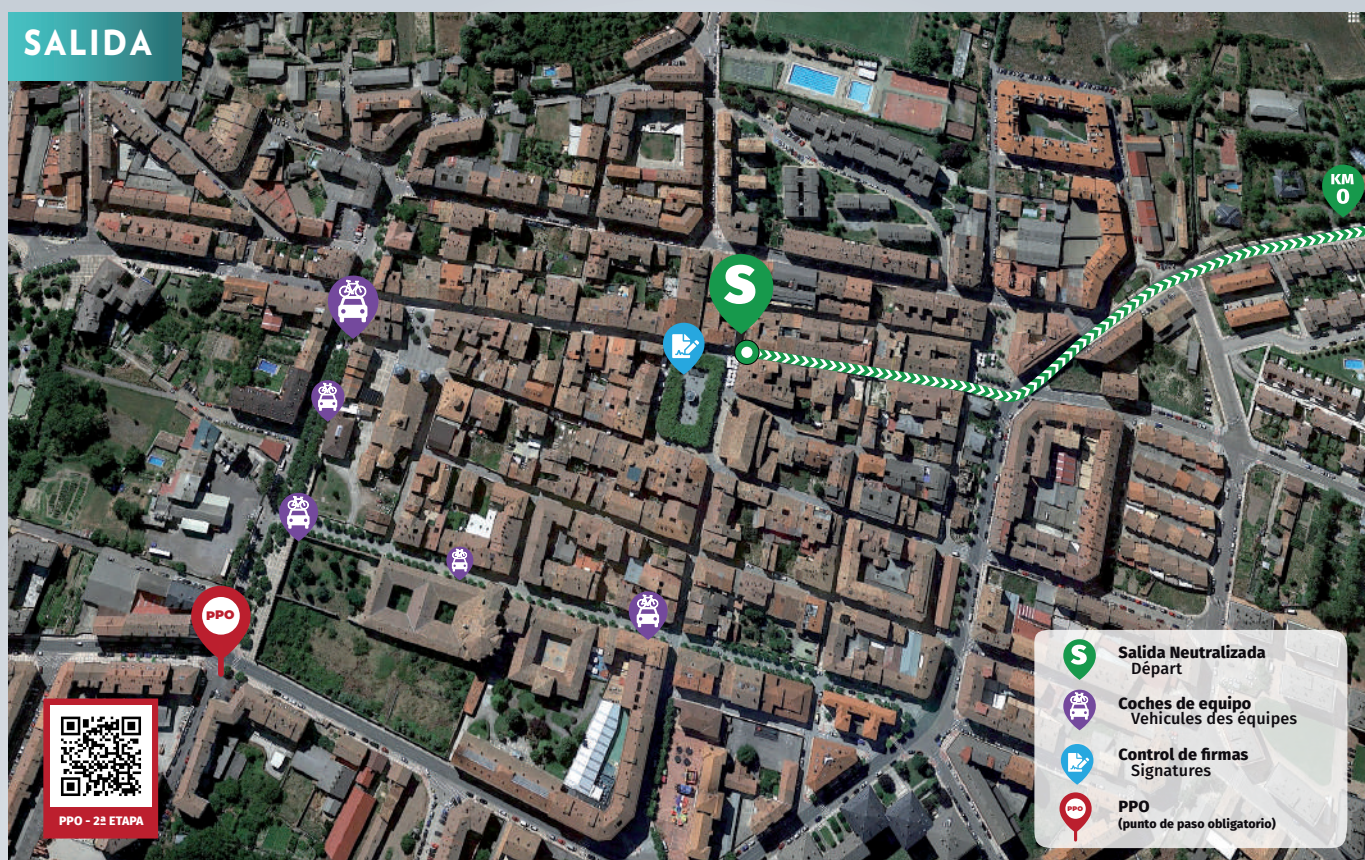 SALIDA
KM
0
S
PPO
PPO - 2ª ETAPA
S
Salida Neutralizada
Départ
Coches de equipo
Vehicules des équipes
Control de firmas
Signatures
PPO
PPO
(punto de paso obligatorio)